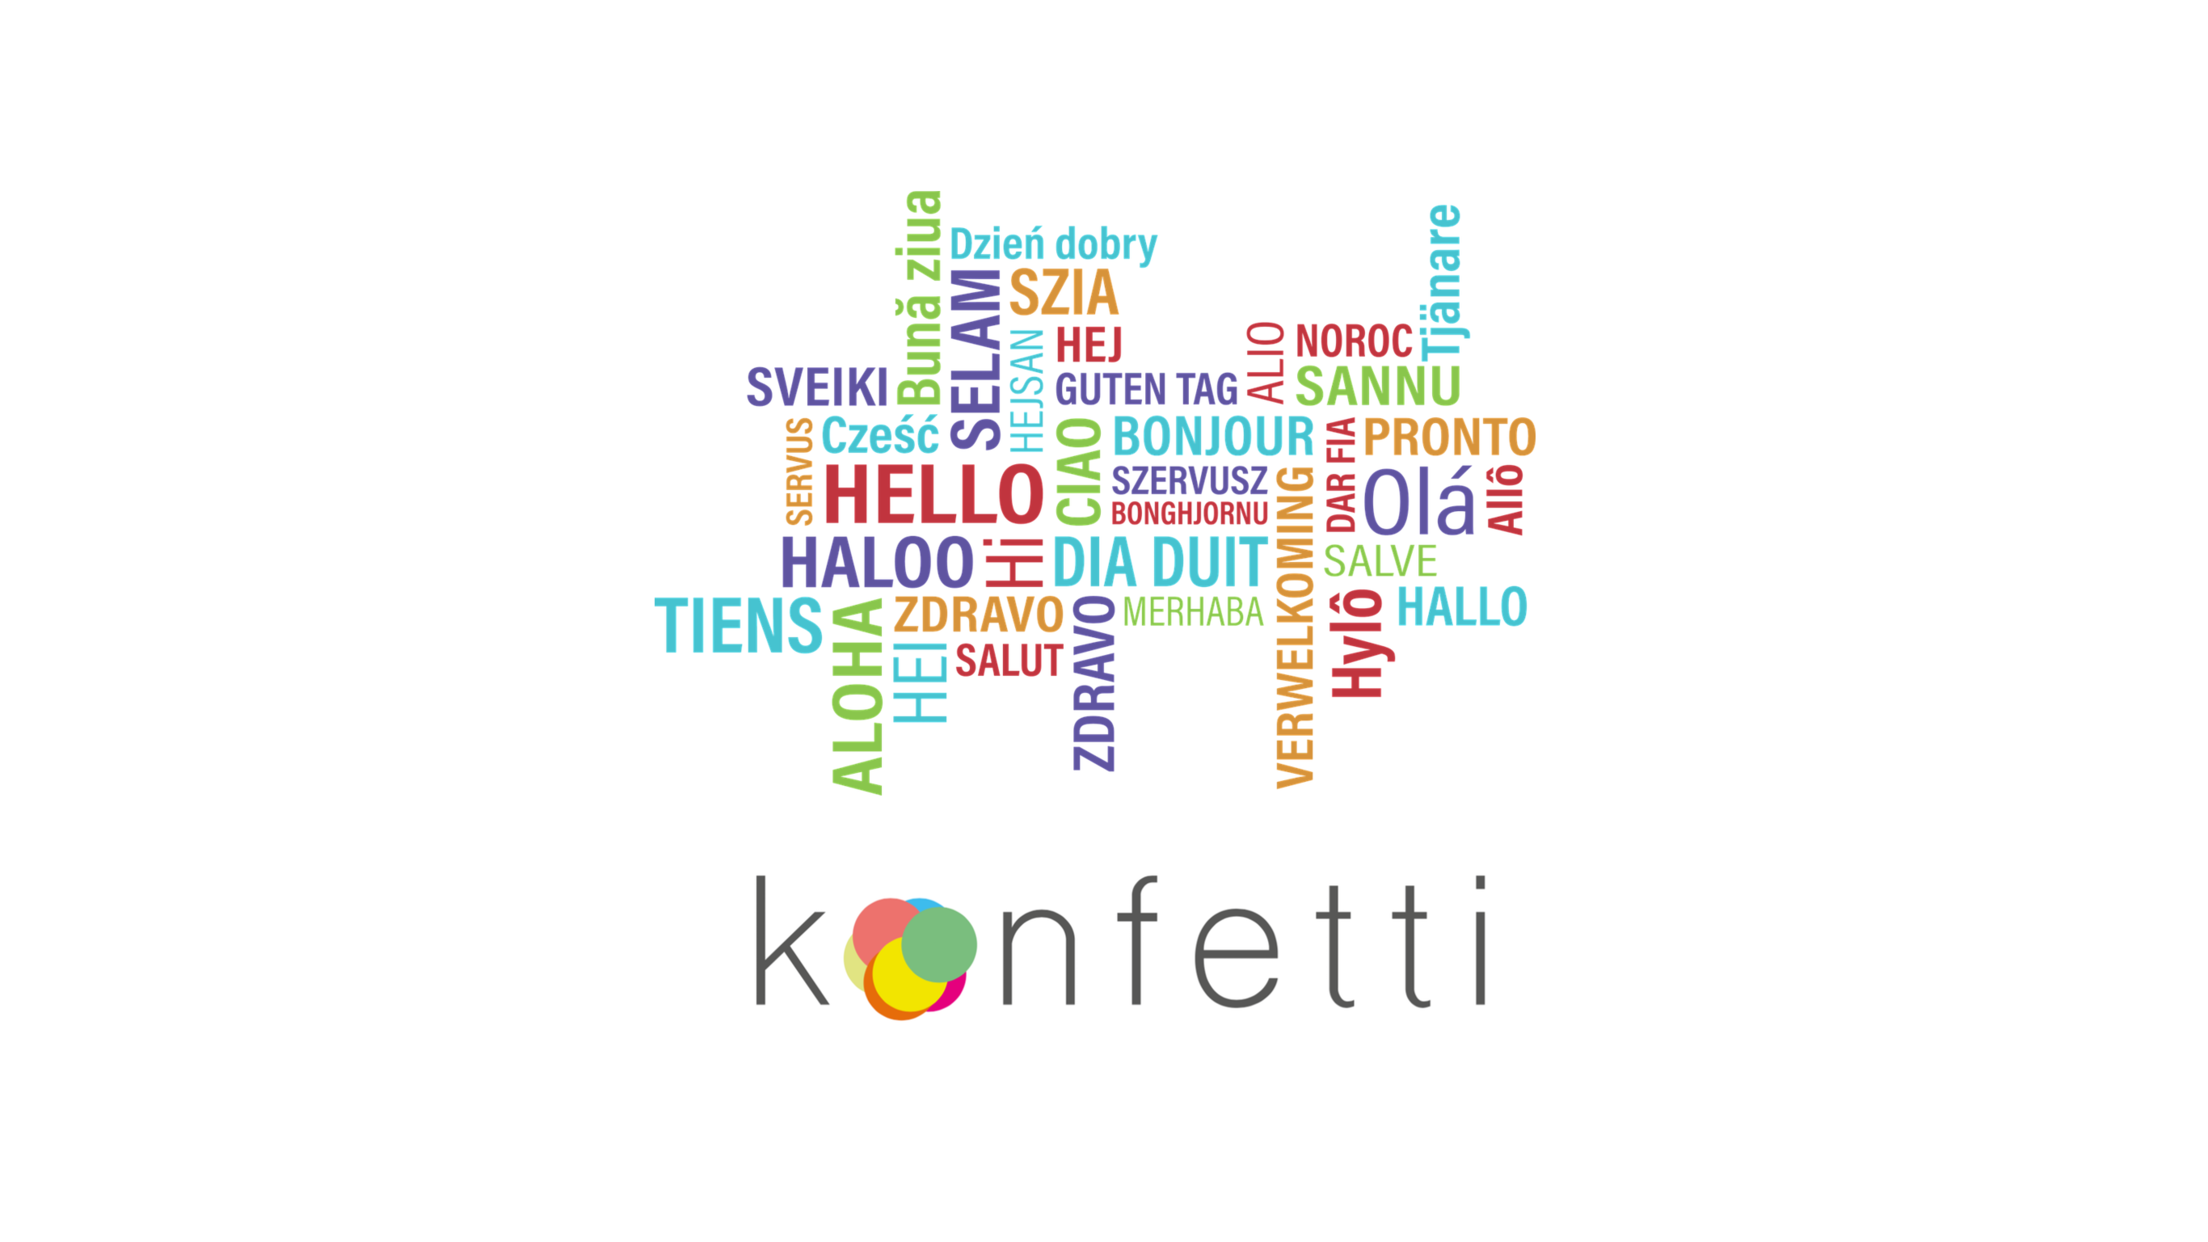 Bună ziua
Dzień dobry
Tjänare
SELAM
SZIA
HEJSAN
HEJ
ALIO
NOROC
SVEIKI
GUTEN TAG
SANNU
SERVUS
Cześć
CIAO
BONJOUR
DAR FIA
PRONTO
HELLO
SZERVUSZ
BONGHJORNU
VERWELKOMING
Olá
Allô
HALOO
Hi
DIA DUIT
SALVE
TIENS
ALOHA
ZDRAVO
ZDRAVO
MERHABA
Hylô
HALLO
HEI
SALUT
konfetti